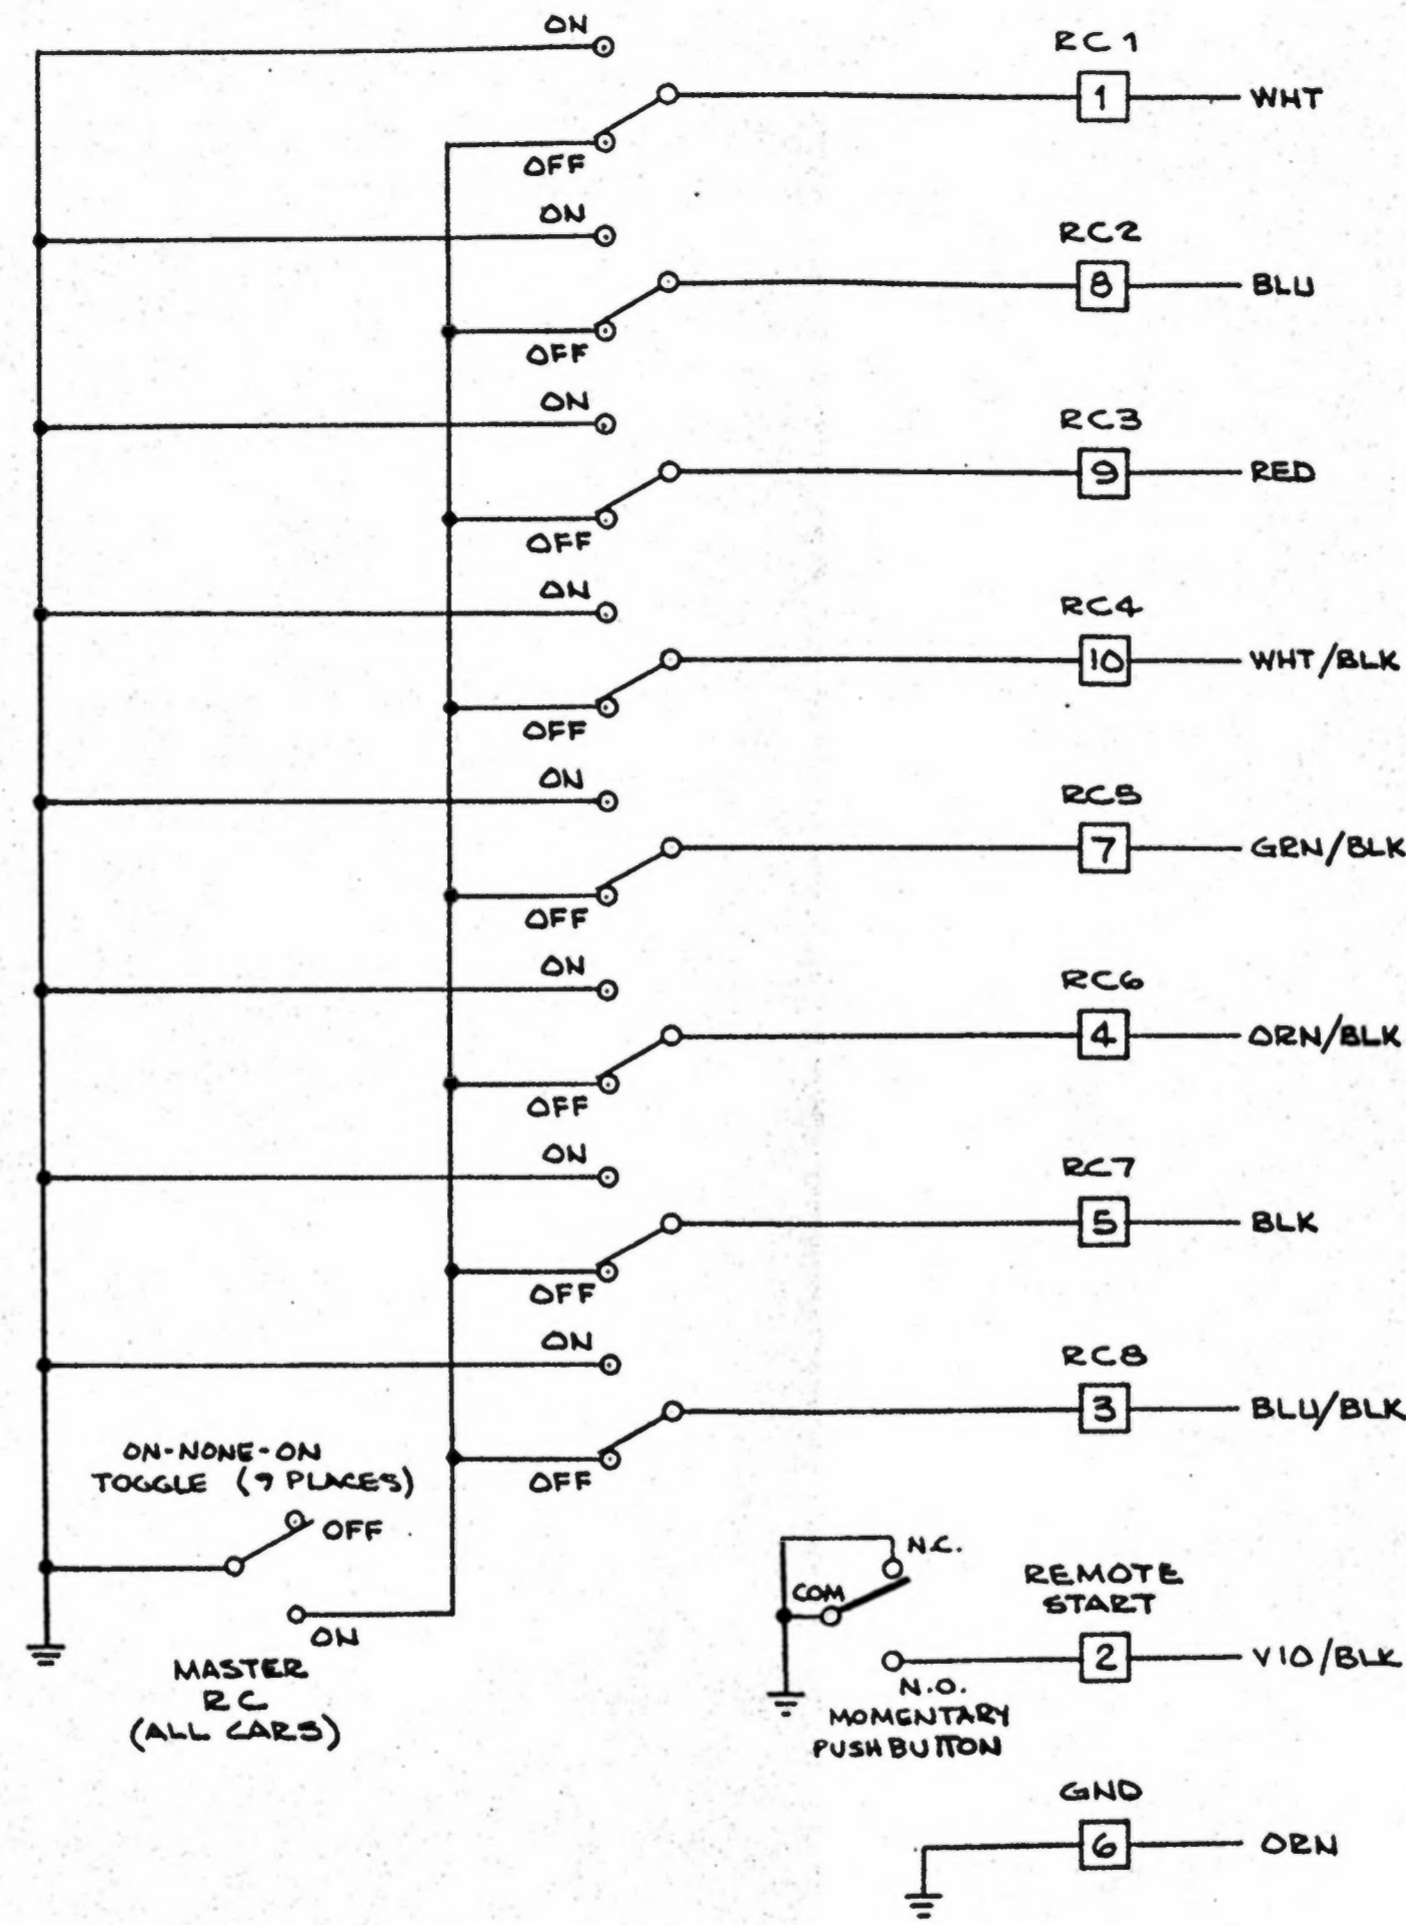 ON
RC1
1
WHT
OFF
ON
RC2
8
BLU
OFF
ON
RC3
9
RED
OFF
ON
RC4
10
WHT/BLK
OFF
ON
RC5
7
GRN/BLK
OFF
ON
RC6
4
ORN/BLK
OFF
ON
RC7
5
BLK
OFF
ON
RC8
3
BLU/BLK
OFF
ON-NONE-ON
TOGGLE (9 PLACES)
OFF
ON
MASTER
RC
(ALL CARS)
N.C.
COM
N.O.
MOMENTARY
PUSHBUTTON
REMOTE
START
2
VIO/BLK
GND
6
ORN